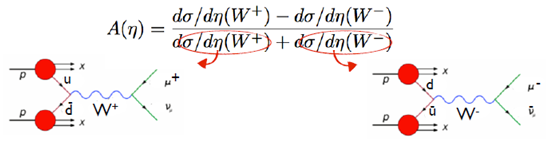 A(η) = dσ/dη(W⁺) − dσ/dη(W⁻)
dσ/dη(W⁺) + dσ/dη(W⁻)
p x u W⁺ μ⁺
p x d̄ ν
p x d W⁻ μ⁻
p x ū ν̄